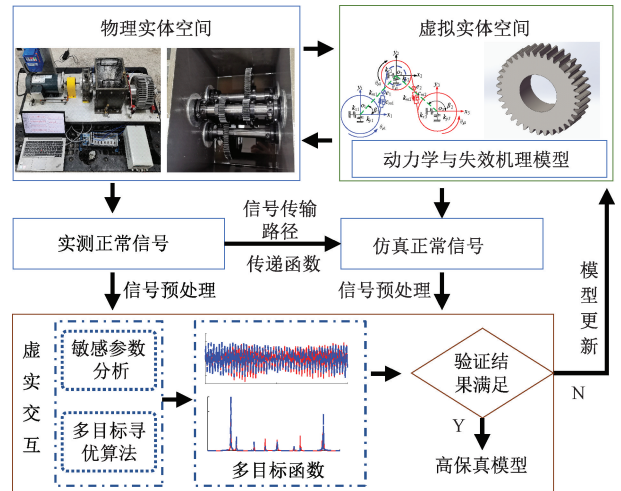 物理实体空间
虚拟实体空间
动力学与失效机理模型
实测正常信号
信号传输
路径
传递函数
仿真正常信号
信号预处理
信号预处理
模型更新
虚实交互
敏感参数
分析
多目标寻
优算法
多目标函数
验证结
果满足
N
Y
高保真模型